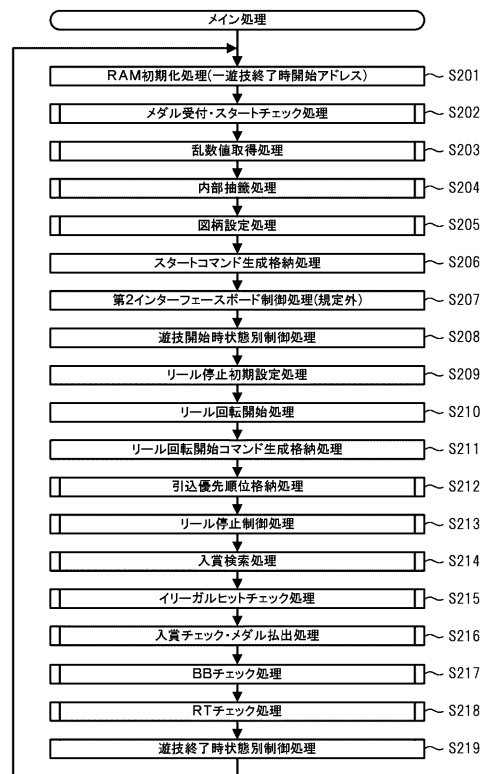 メイン処理
RAM初期化処理(一遊技終了時開始アドレス) S201
メダル受付・スタートチェック処理 S202
乱数値取得処理 S203
内部抽籤処理 S204
図柄設定処理 S205
スタートコマンド生成格納処理 S206
第2インターフェースボード制御処理(規定外) S207
遊技開始時状態別制御処理 S208
リール停止初期設定処理 S209
リール回転開始処理 S210
リール回転開始コマンド生成格納処理 S211
引込優先順位格納処理 S212
リール停止制御処理 S213
入賞検索処理 S214
イリーガルヒットチェック処理 S215
入賞チェック・メダル払出処理 S216
BBチェック処理 S217
RTチェック処理 S218
遊技終了時状態別制御処理 S219